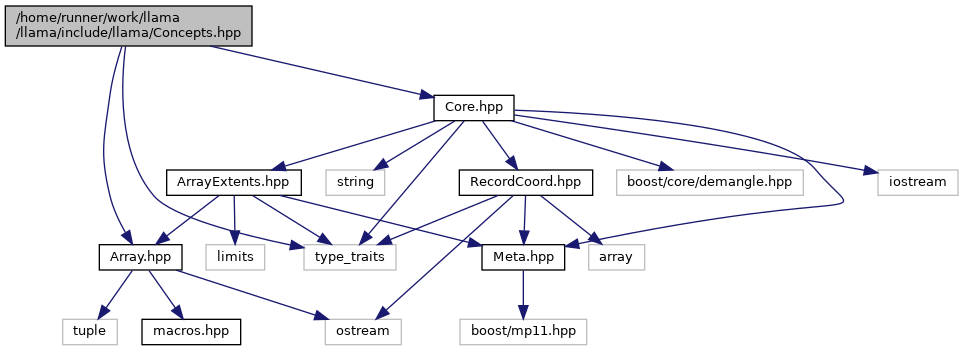 /home/runner/work/llama
/llama/include/llama/Concepts.hpp
Core.hpp
ArrayExtents.hpp
string
RecordCoord.hpp
boost/core/demangle.hpp
iostream
Array.hpp
limits
type_traits
Meta.hpp
array
tuple
macros.hpp
ostream
boost/mp11.hpp